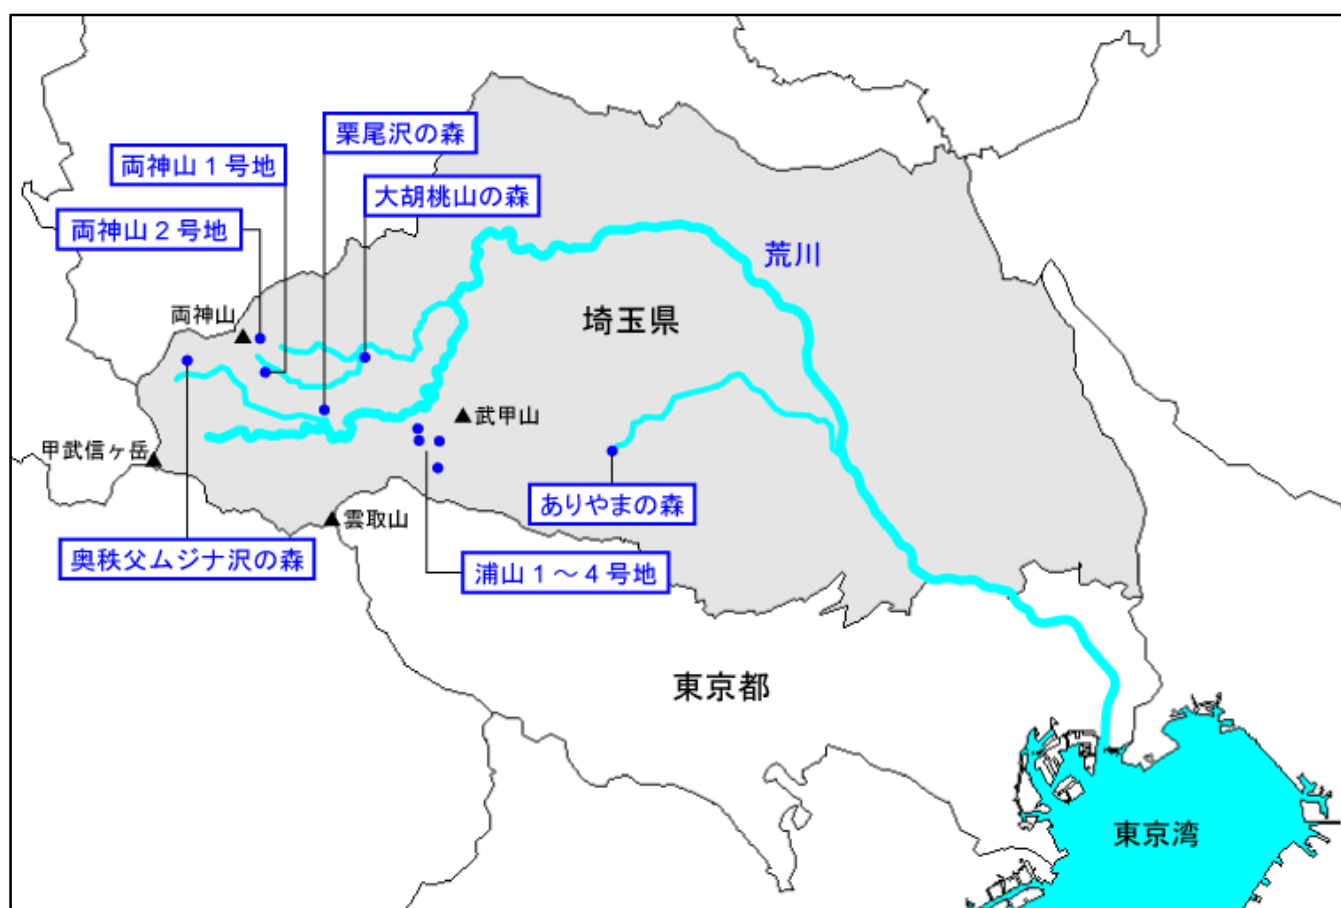 栗尾沢の森
両神山1号地
大胡桃山の森
両神山2号地
荒川
両神山
埼玉県
武甲山
甲武信ヶ岳
ありやまの森
雲取山
奥秩父ムジナ沢の森
浦山1～4号地
東京都
東京湾